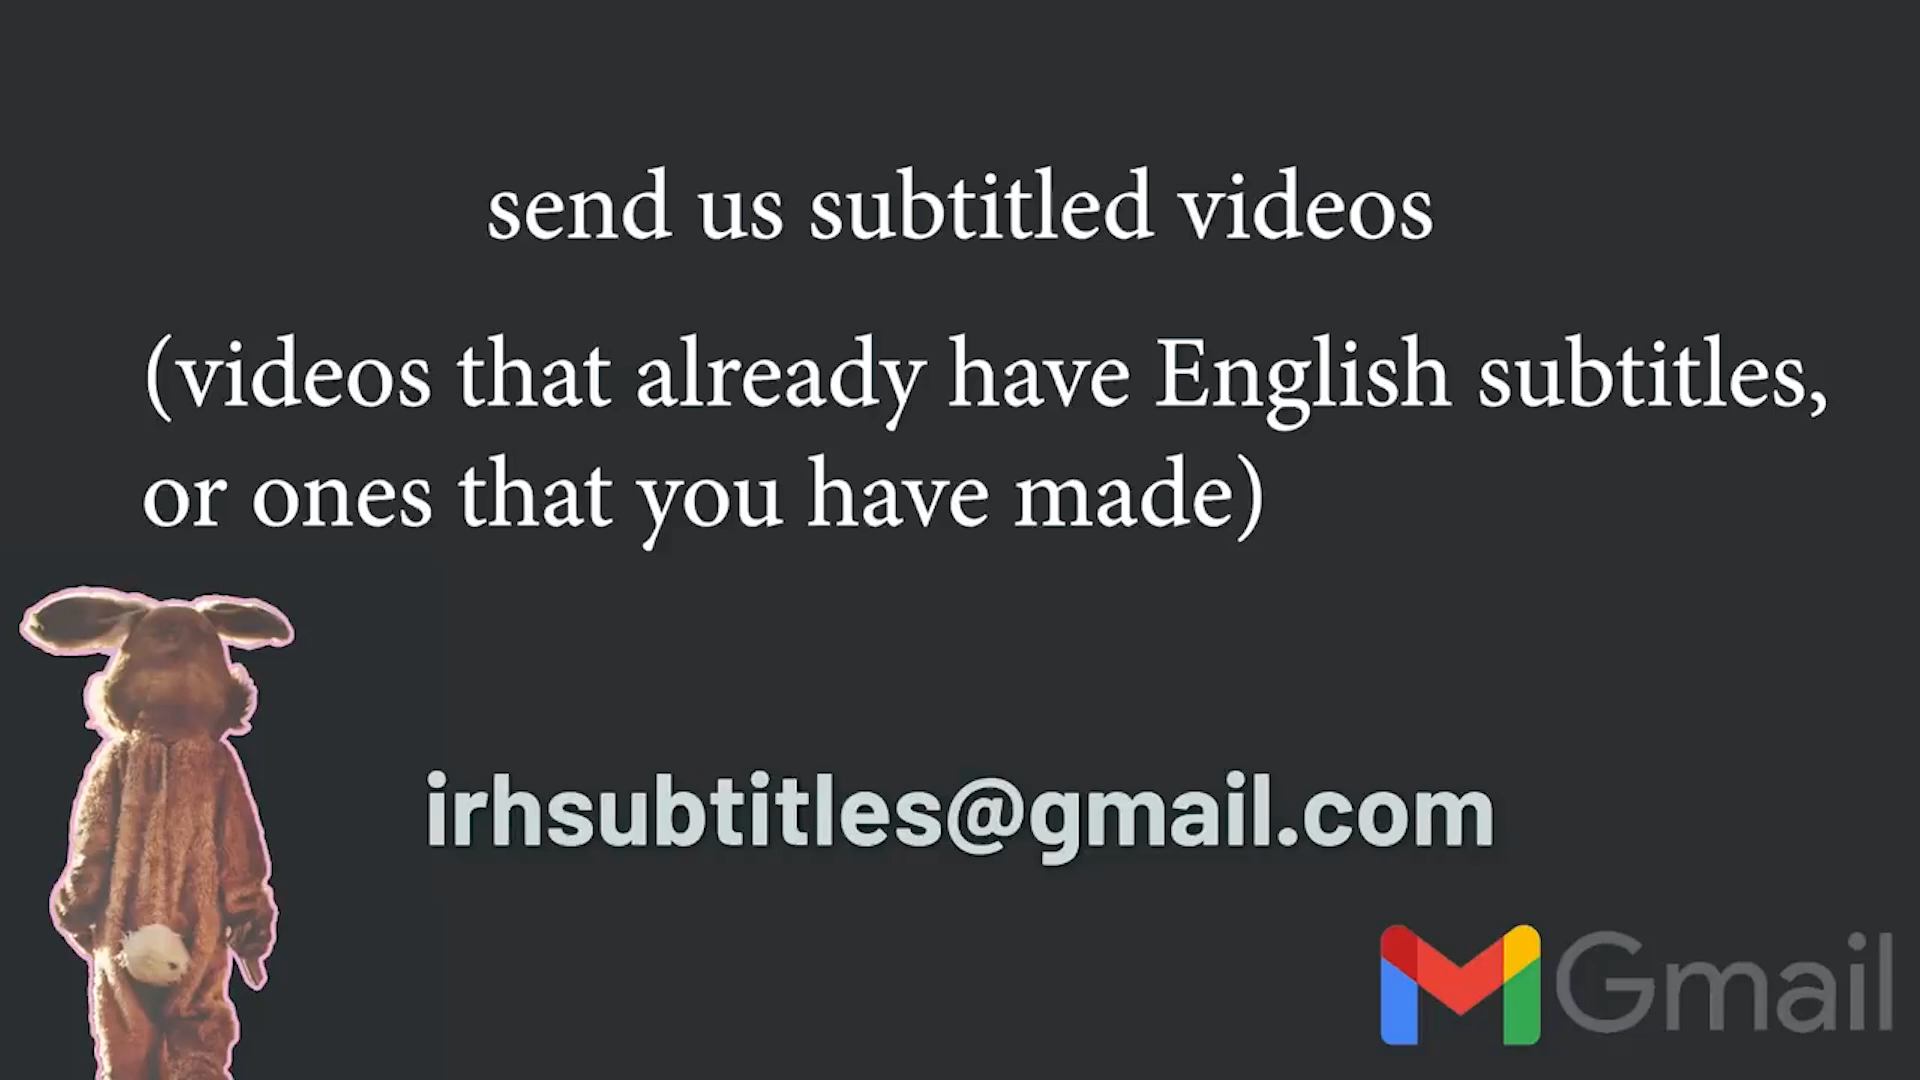 send us subtitled videos
(videos that already have English subtitles,
or ones that you have made)
irhsubtitles@gmail.com
Gmail